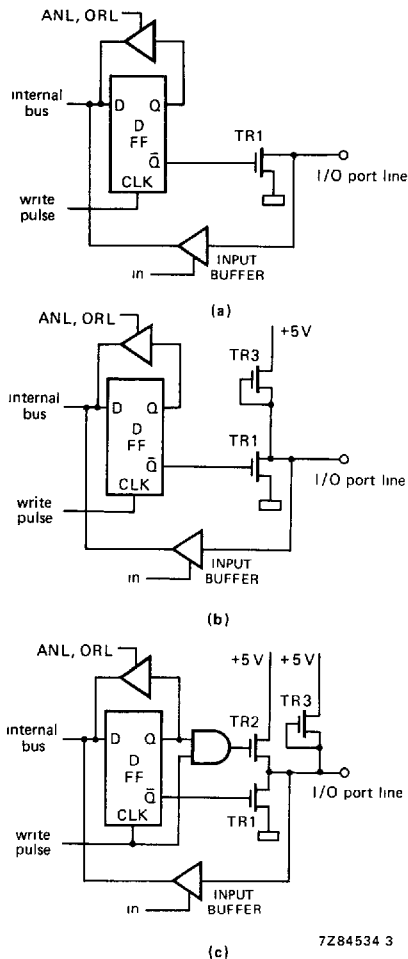 ANL, ORL
internal
bus
D
Q
D
FF
Q̅
CLK
write
pulse
TR1
I/O port line
INPUT
BUFFER
in
(a)
ANL, ORL
+5V
TR3
internal
bus
D
Q
D
FF
Q̅
CLK
TR1
I/O port line
write
pulse
INPUT
BUFFER
in
(b)
ANL, ORL
+5V
+5V
TR3
TR2
internal
bus
D
Q
D
FF
Q̅
CLK
TR1
I/O port line
write
pulse
INPUT
BUFFER
in
(c)
7Z84534 3